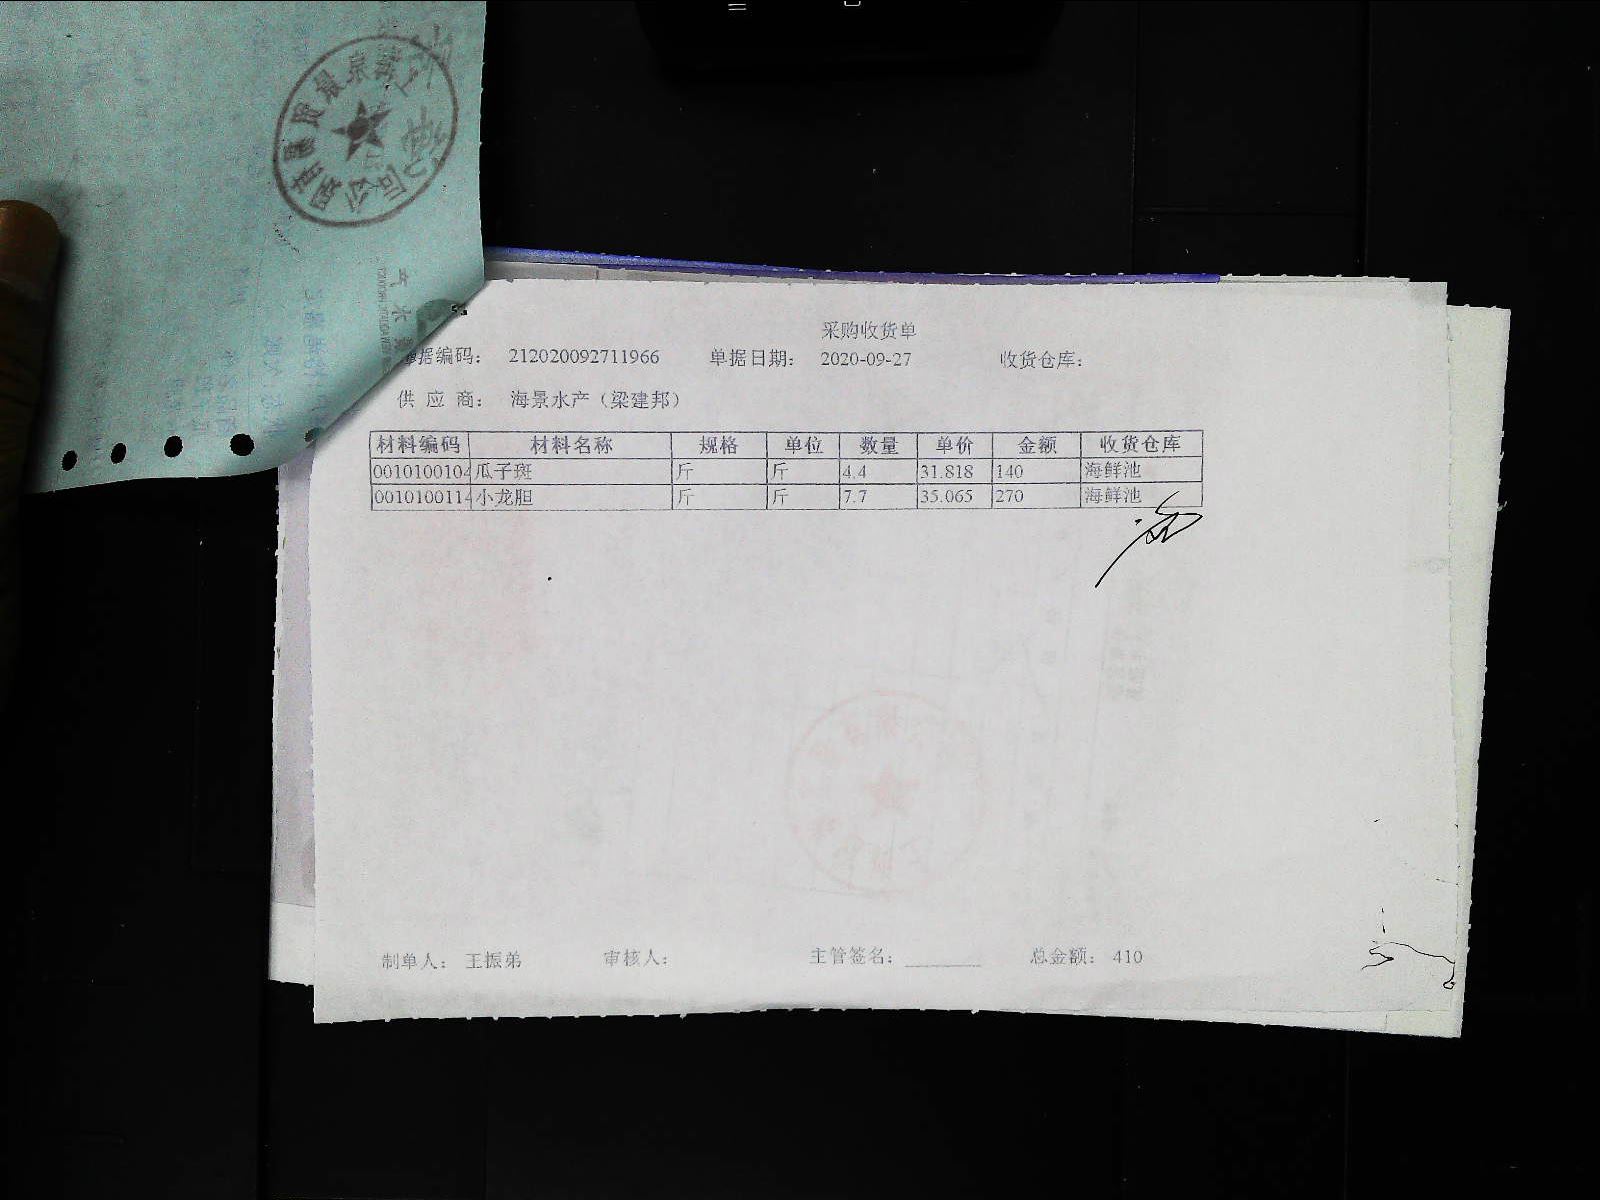 采购收货单
单据编码： 212020092711966 单据日期： 2020-09-27 收货仓库：
供 应 商： 海景水产（梁建邦）
材料编码 材料名称 规格 单位 数量 单价 金额 收货仓库
0010100104 瓜子斑 斤 斤 4.4 31.818 140 海鲜池
0010100114 小龙胆 斤 斤 7.7 35.065 270 海鲜池
制单人： 王振弟 审核人： 主管签名： 总金额： 410